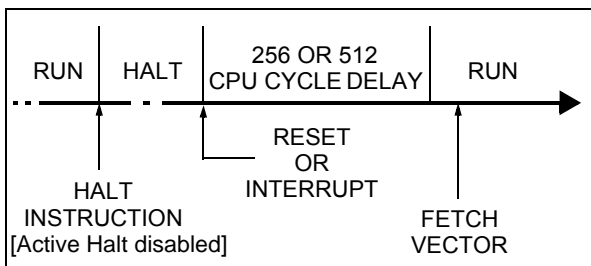 RUN
HALT
256 OR 512
CPU CYCLE DELAY
RUN
RESET
OR
INTERRUPT
HALT
INSTRUCTION
[Active Halt disabled]
FETCH
VECTOR